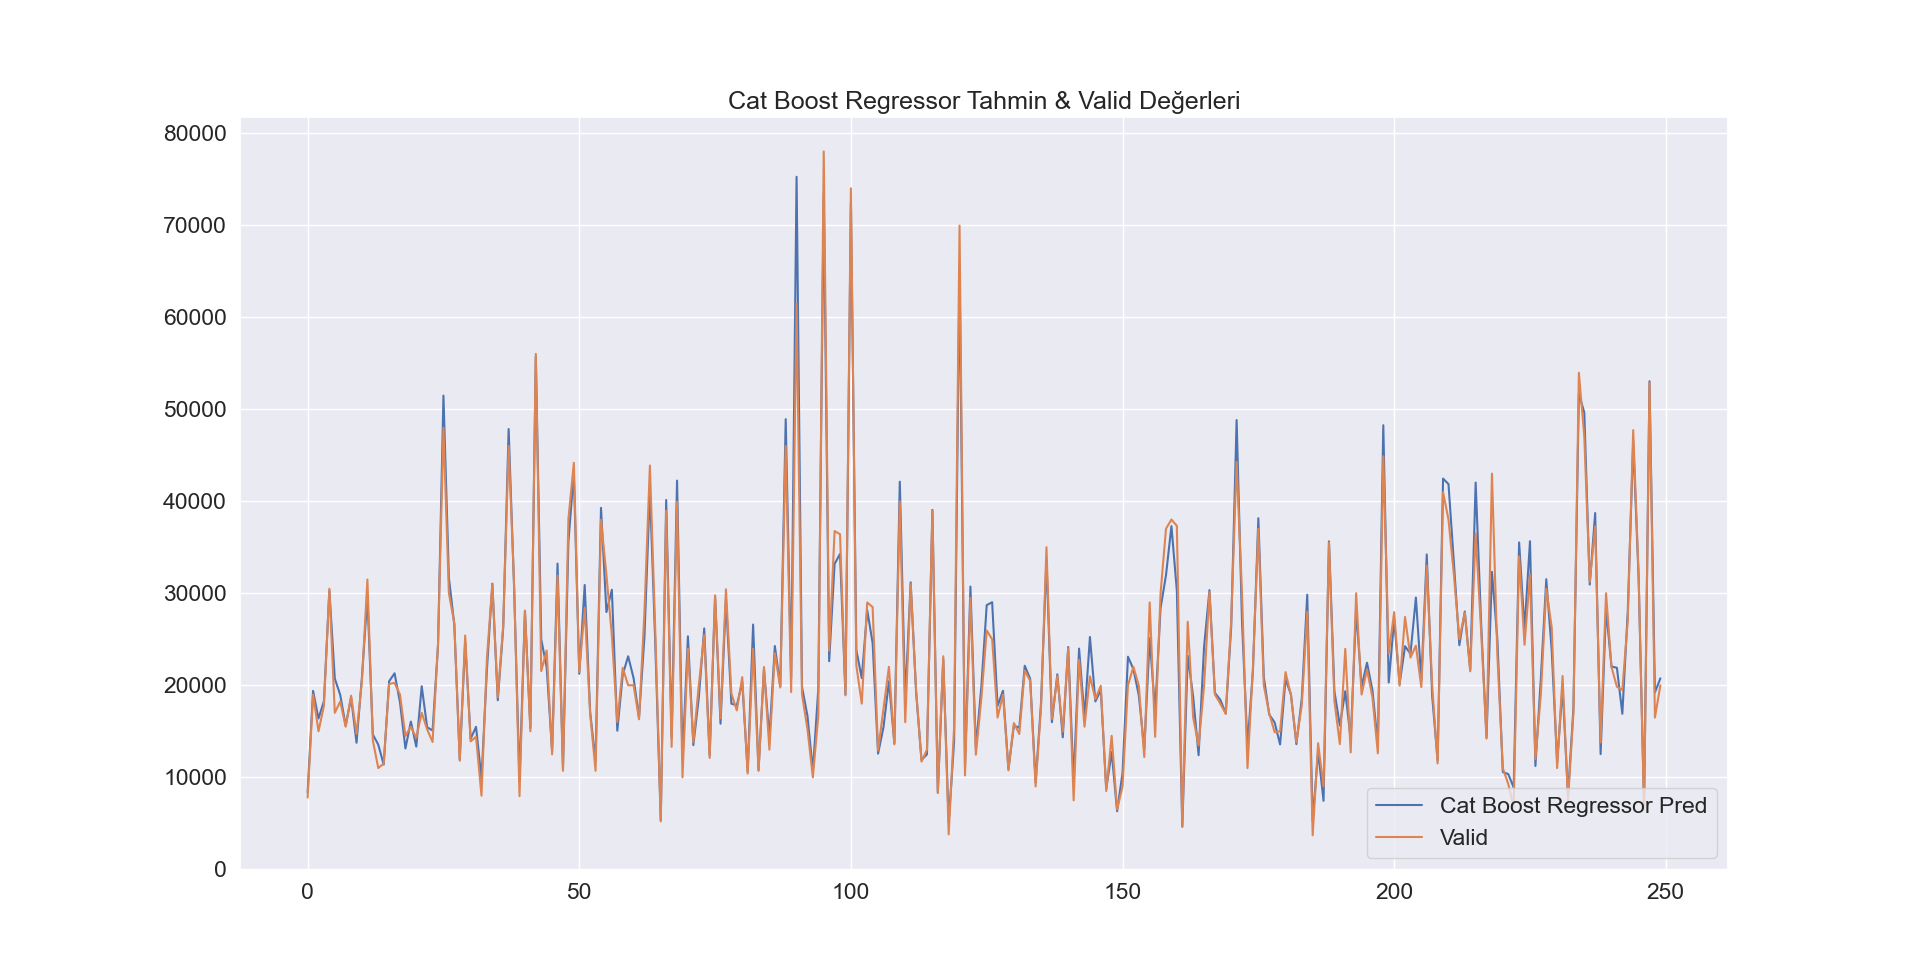 Cat Boost Regressor Tahmin & Valid Değerleri
80000
70000
60000
50000
40000
30000
20000
10000
0
0 50 100 150 200 250
Cat Boost Regressor Pred
Valid